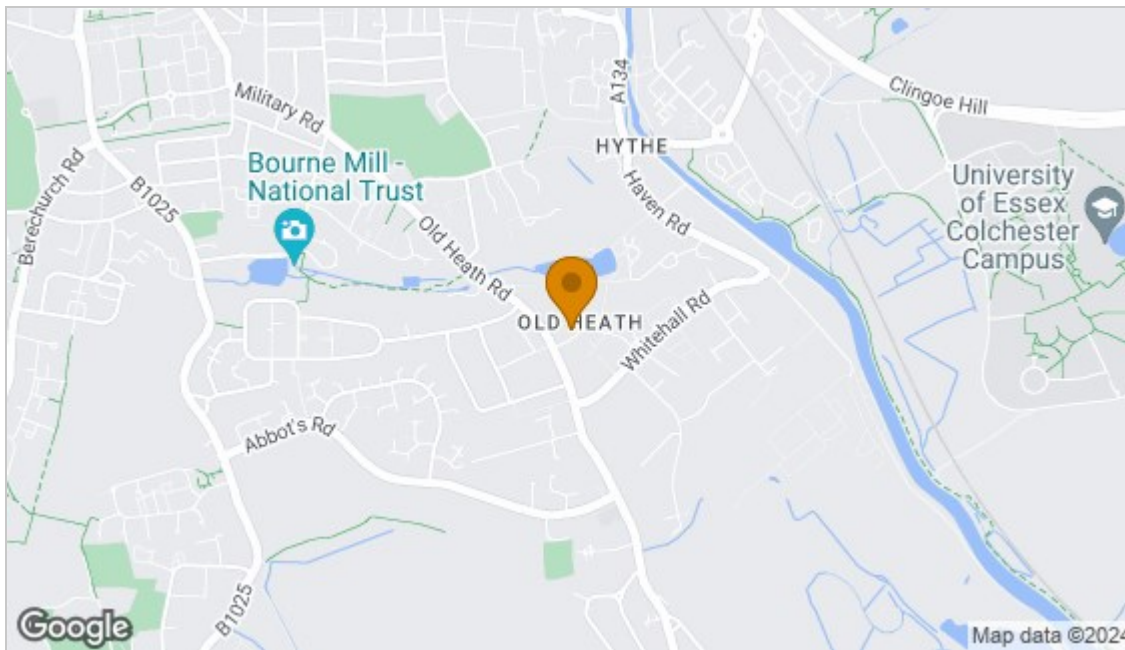 Clingoe Hill
A134
Military Rd
HYTHE
Bourne Mill -
National Trust
Berechurch Rd
B1025
University
of Essex
Colchester
Campus
Haven Rd
Old Heath Rd
OLD HEATH
Whitehall Rd
Abbot's Rd
B1025
Google
Map data ©2024